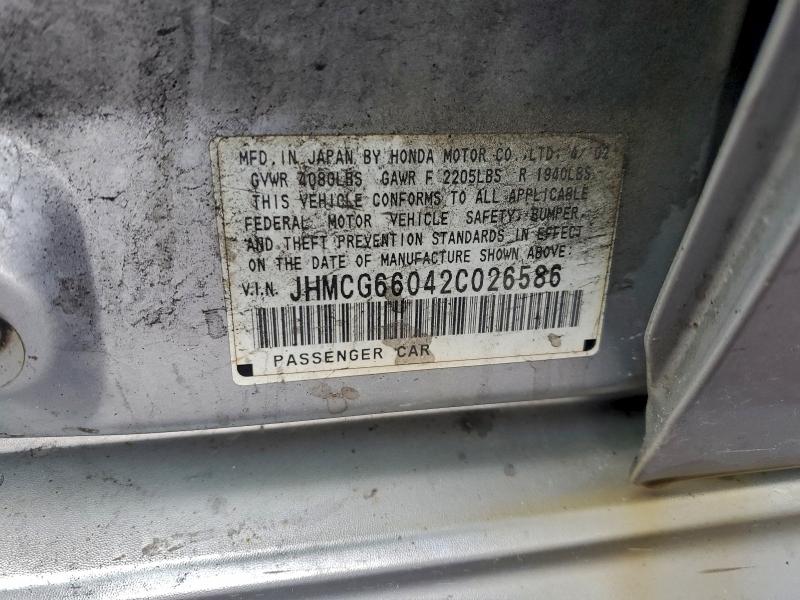 MFD. IN JAPAN BY HONDA MOTOR CO.,LTD: 4/ 02
GVWR 4080LBS GAWR F 2205LBS R 1940LBS
THIS VEHICLE CONFORMS TO ALL APPLICABLE
FEDERAL MOTOR VEHICLE SAFETY, BUMPER,
AND THEFT PREVENTION STANDARDS IN EFFECT
ON THE DATE OF MANUFACTURE SHOWN ABOVE.
V.I.N. JHMCG66042C026586
PASSENGER CAR